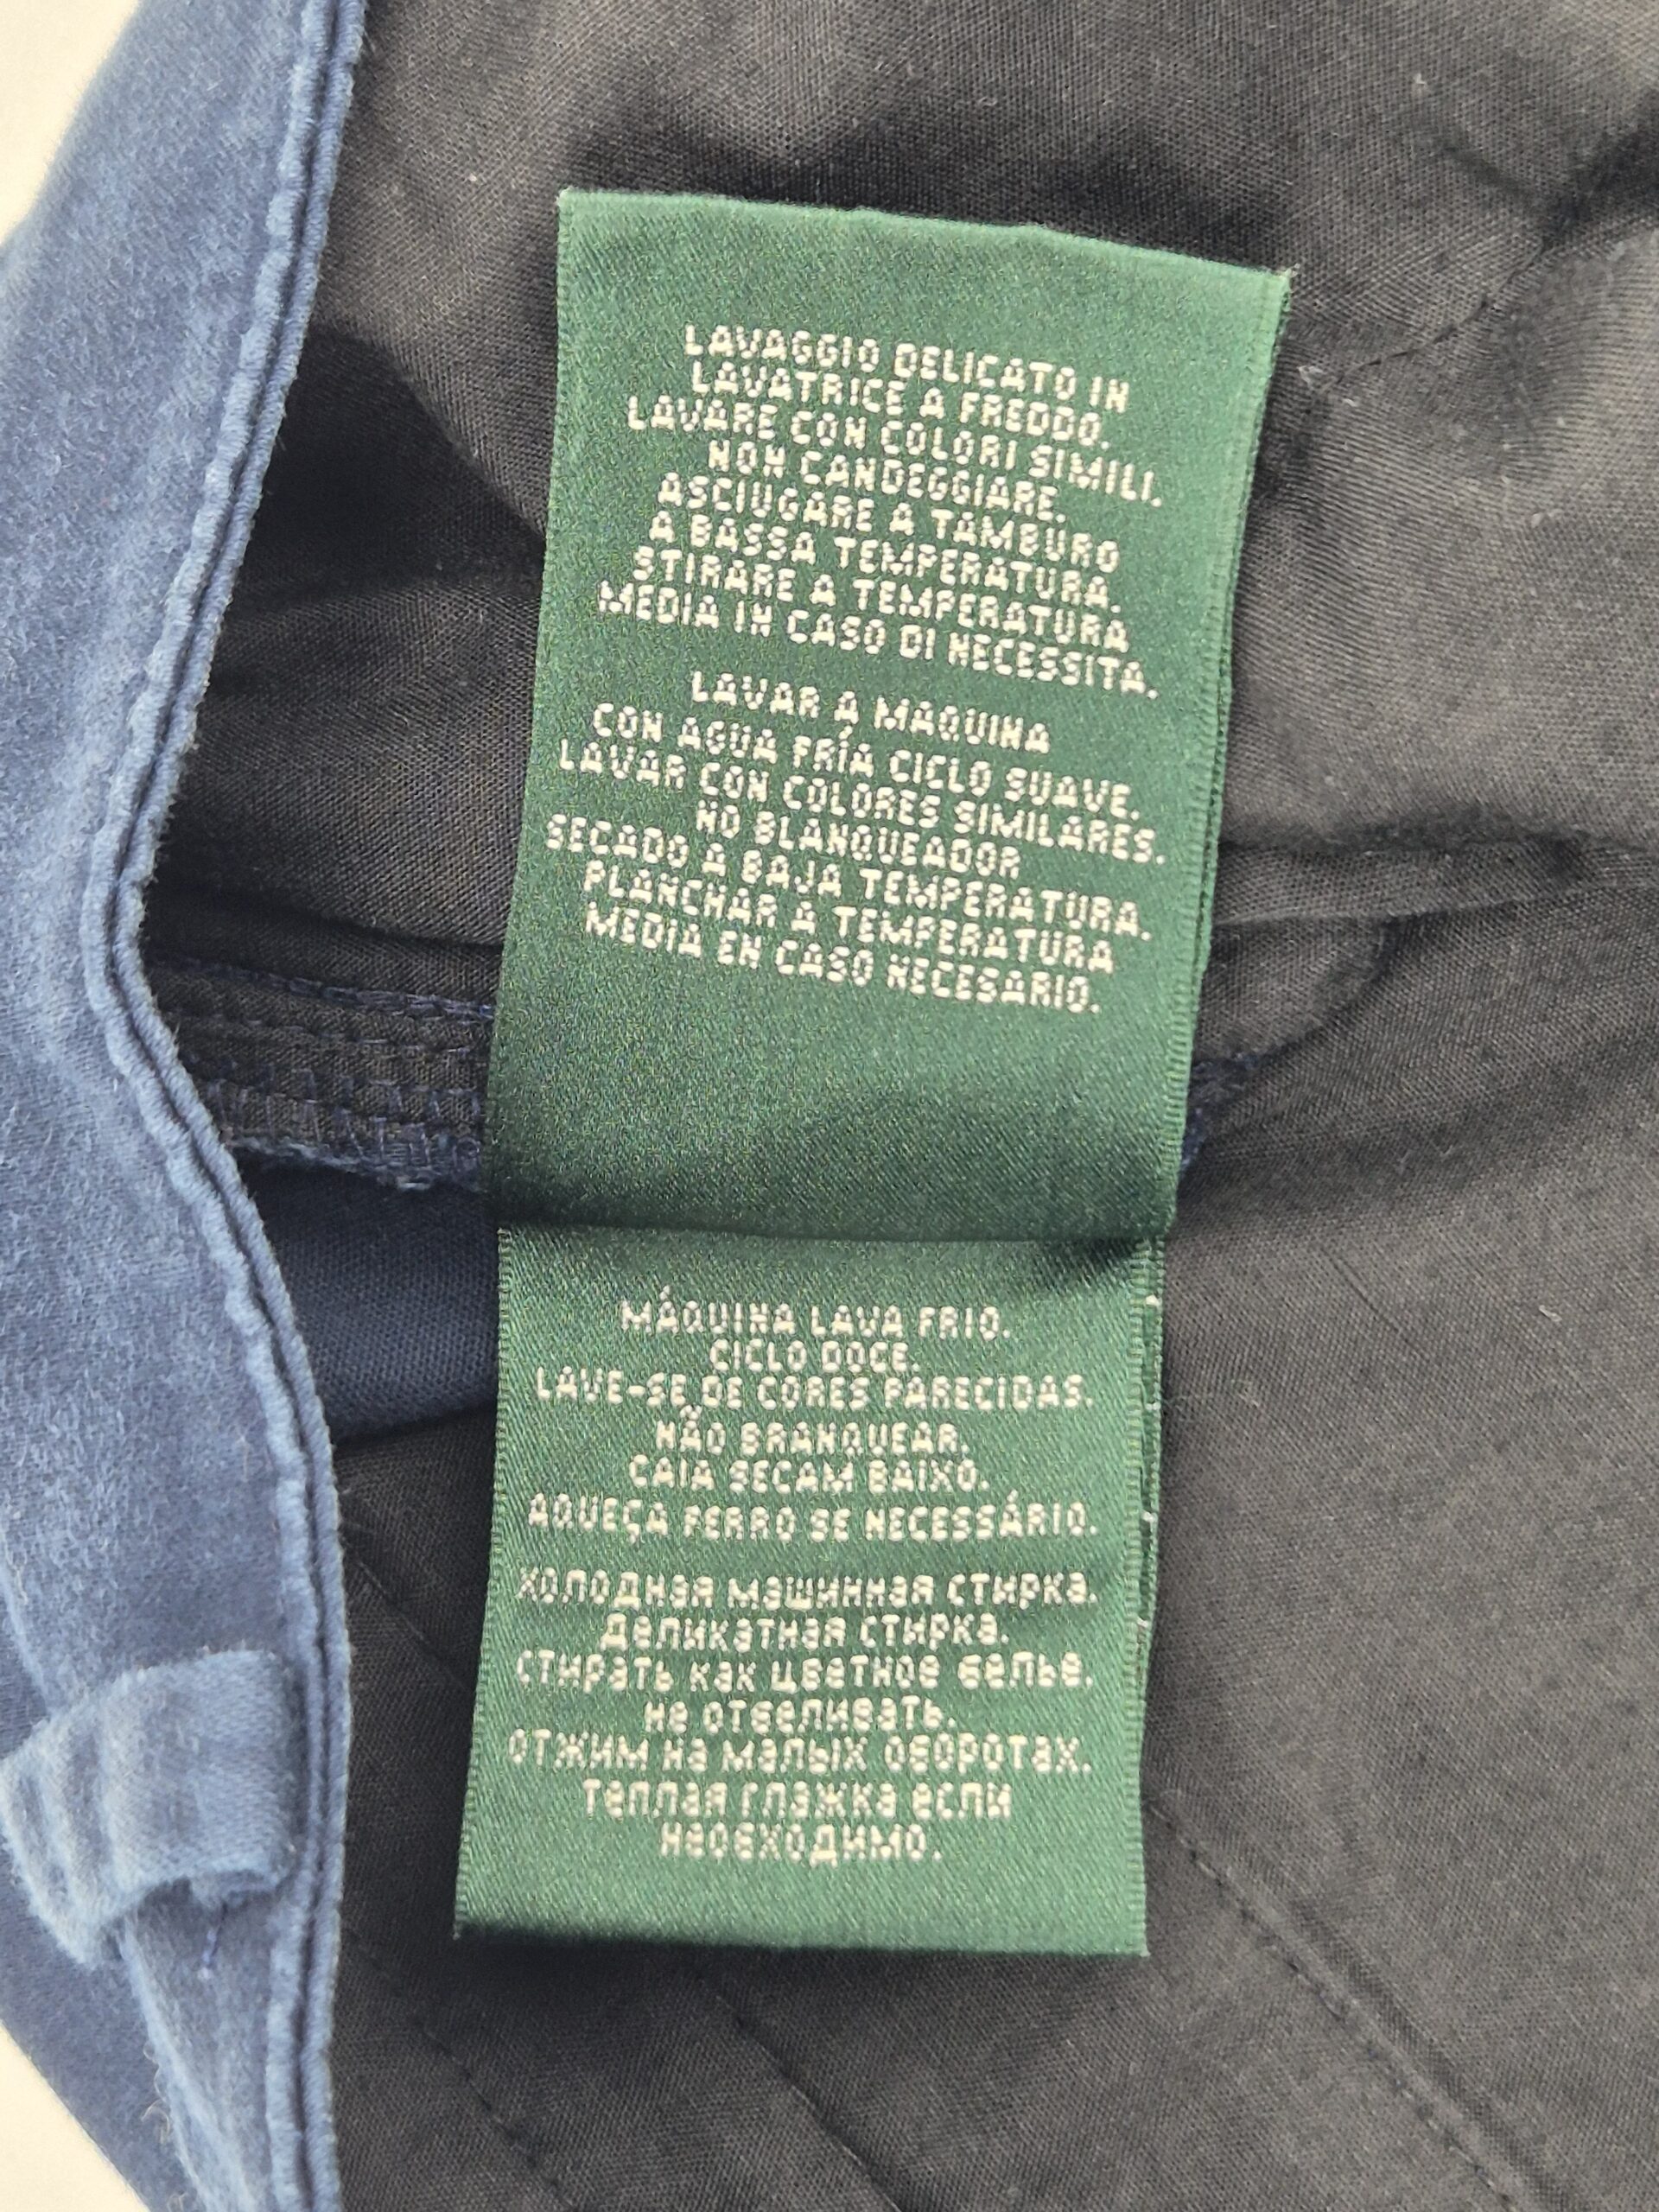 LAVAGGIO DELICATO IN
LAVATRICE A FREDDO.
LAVARE CON COLORI SIMILI.
NON CANDEGGIARE.
ASCIUGARE A TAMBURO
A BASSA TEMPERATURA.
STIRARE A TEMPERATURA
MEDIA IN CASO DI NECESSITA.
LAVAR A MAQUINA
CON AGUA FRÍA CICLO SUAVE.
LAVAR CON COLORES SIMILARES.
NO BLANQUEADOR
SECADO A BAJA TEMPERATURA.
PLANCHAR A TEMPERATURA
MEDIA EN CASO NECESARIO.
MÁQUINA LAVA FRIO.
CICLO DOCE.
LAVE-SE DE CORES PARECIDAS.
NÃO BRANQUEAR.
CAIA SECAM BAIXO.
AQUEÇA FERRO SE NECESSÁRIO.
холодная машинная стирка.
Деликатная стирка.
стирать как цветное белье.
не отбеливать.
отжим на малых оборотах.
теплая глажка если
необходимо.